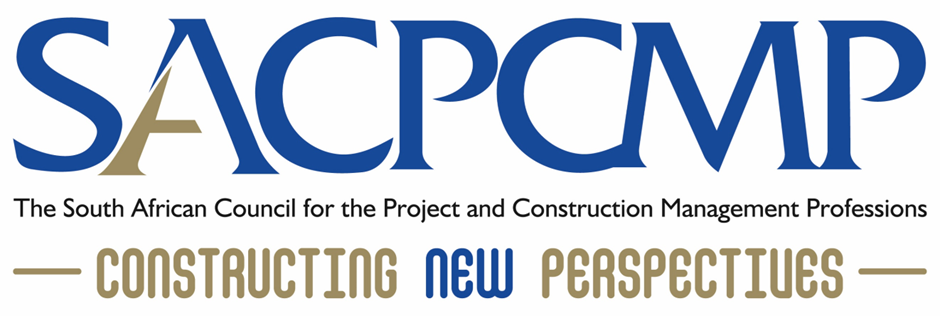 SACPCMP
The South African Council for the Project and Construction Management Professions
CONSTRUCTING NEW PERSPECTIVES